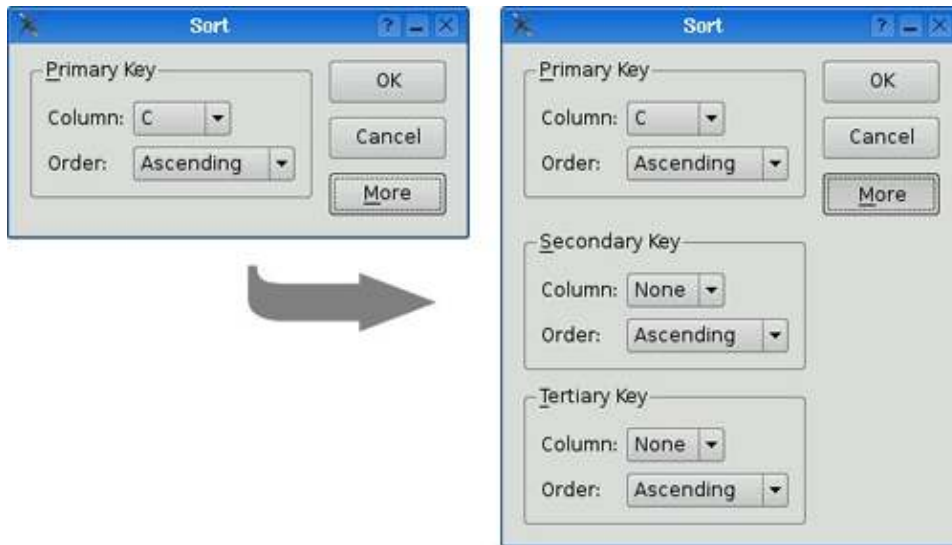 Sort
Primary Key
Column: C
Order: Ascending
OK
Cancel
More
Sort
Primary Key
Column: C
Order: Ascending
OK
Cancel
More
Secondary Key
Column: None
Order: Ascending
Tertiary Key
Column: None
Order: Ascending